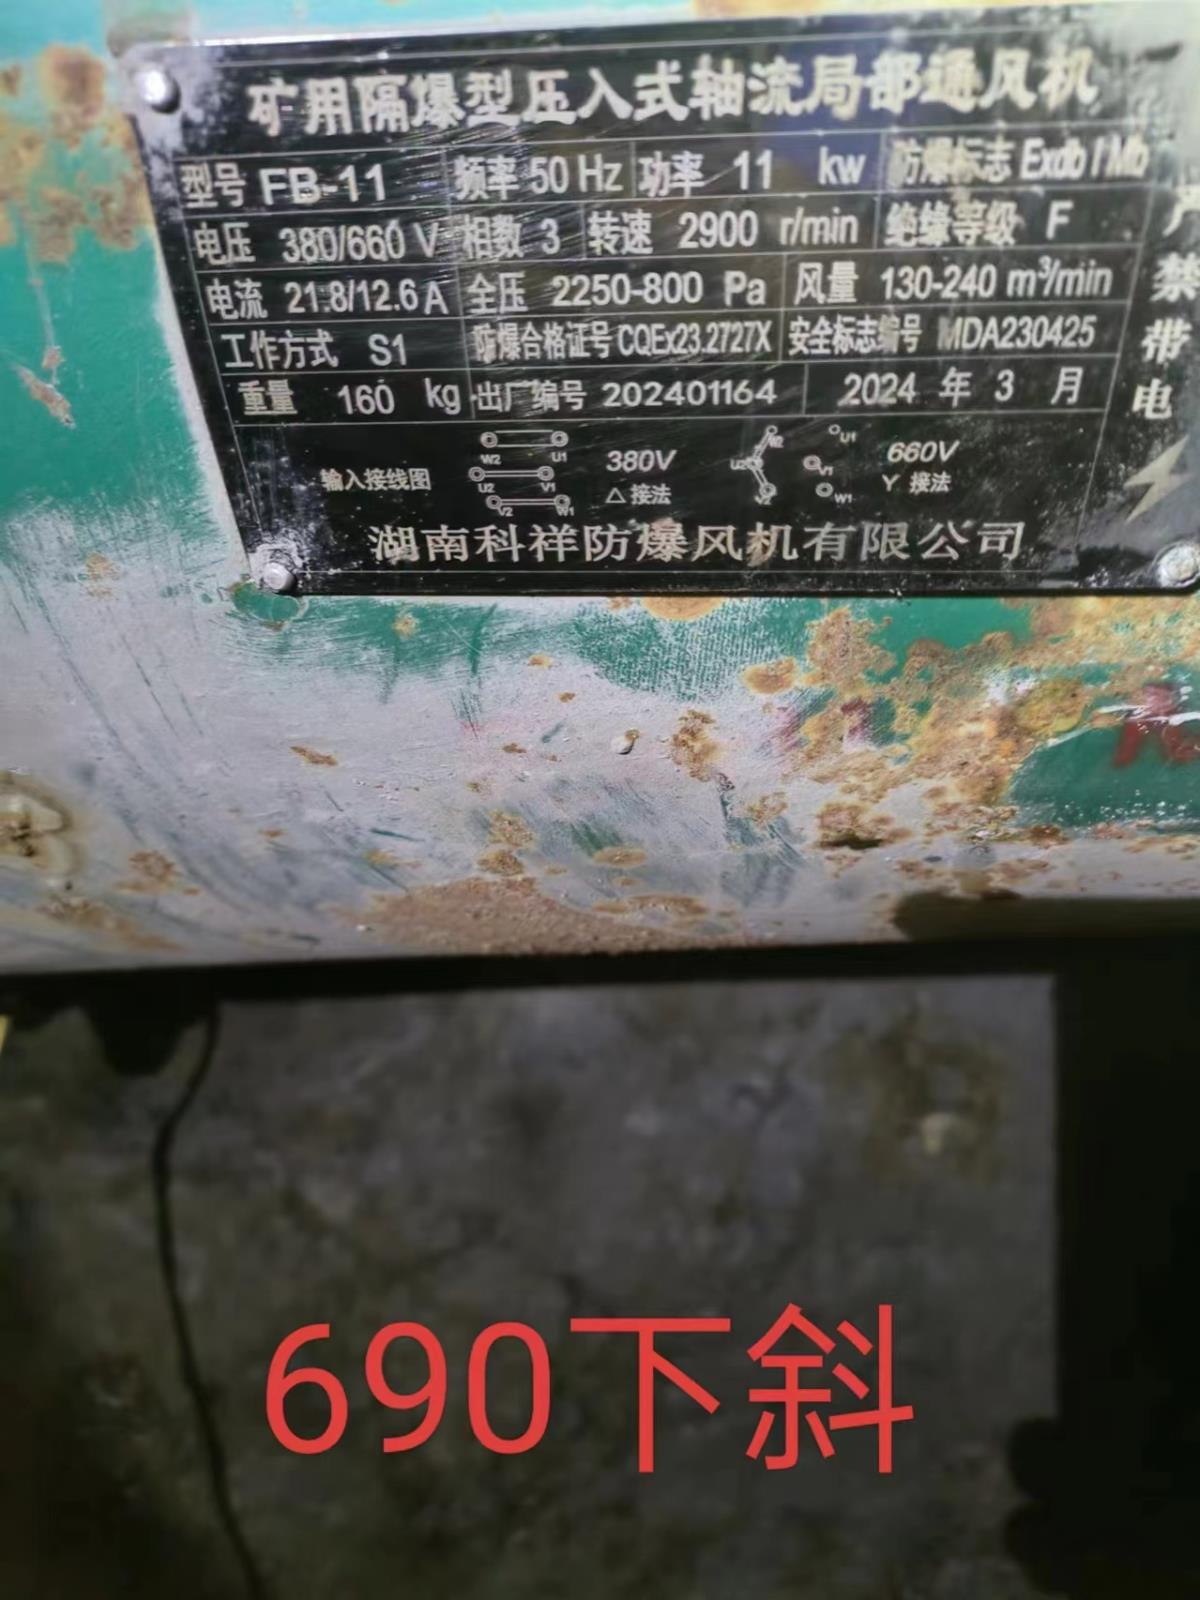 矿用隔爆型压入式轴流局部通风机
型号 FB-11 频率 50 Hz 功率 11 kw 防爆标志 Exdb I Mb
电压 380/660 V 相数 3 转速 2900 r/min 绝缘等级 F
电流 21.8/12.6 A 全压 2250-800 Pa 风量 130-240 m³/min
工作方式 S1 防爆合格证号 CQEx23.2727X 安全标志编号 MDA230425
重量 160 kg 出厂编号 202401164 2024 年 3 月
严禁带电
输入接线图
W2 U1
U2 V1
V2 W1
380V
△接法
W2 U1
U2 V1
V2 W1
660V
Y 接法
湖南科祥防爆风机有限公司
690下斜